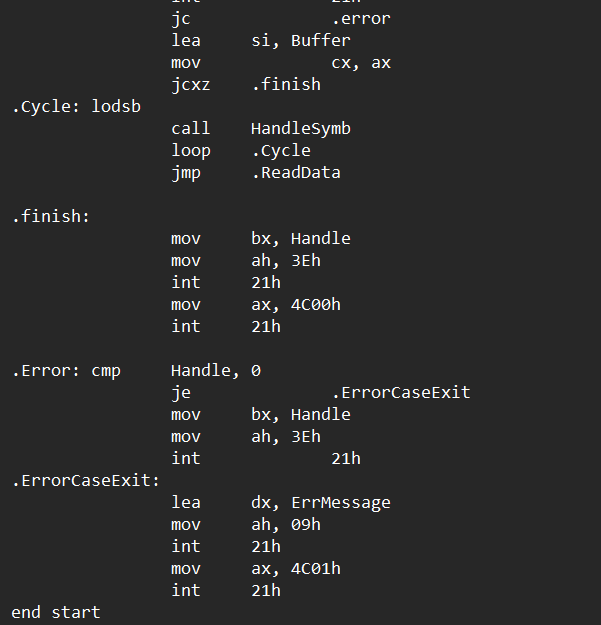 int 21h
jc .error
lea si, Buffer
mov cx, ax
jcxz .finish
.Cycle: lodsb
call HandleSymb
loop .Cycle
jmp .ReadData
.finish:
mov bx, Handle
mov ah, 3Eh
int 21h
mov ax, 4C00h
int 21h
.Error: cmp Handle, 0
je .ErrorCaseExit
mov bx, Handle
mov ah, 3Eh
int 21h
.ErrorCaseExit:
lea dx, ErrMessage
mov ah, 09h
int 21h
mov ax, 4C01h
int 21h
end start